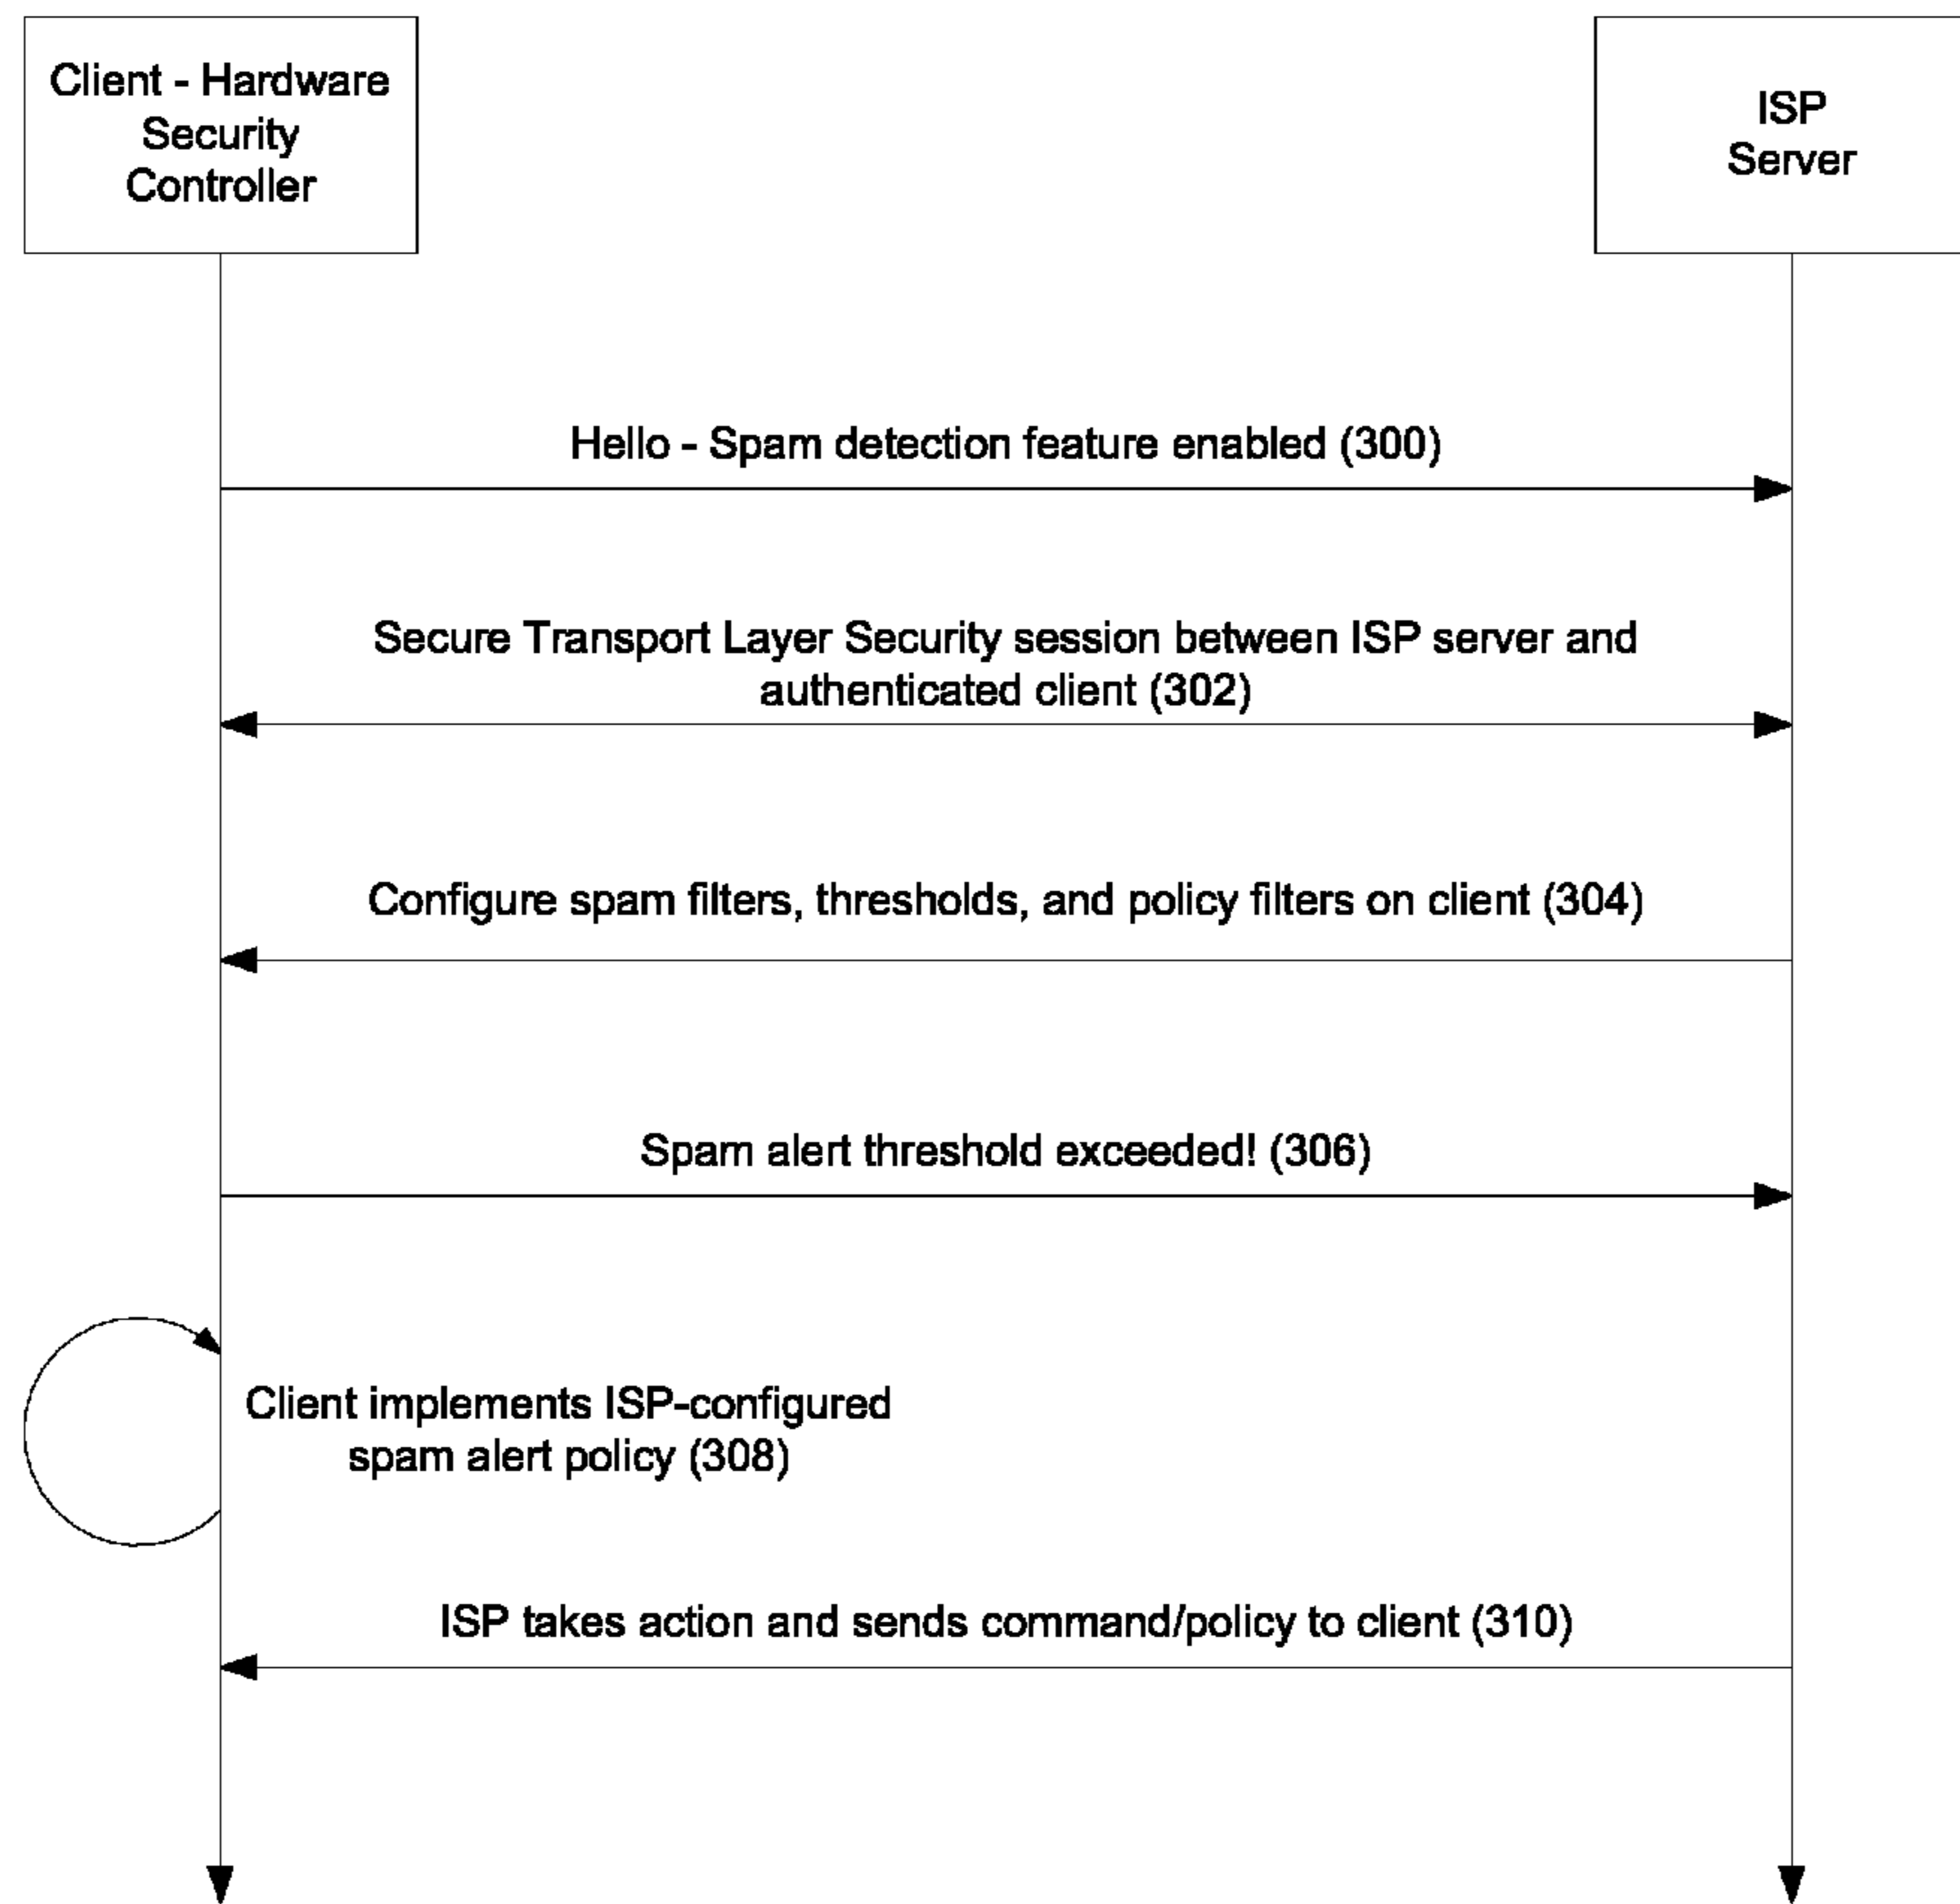 Client - Hardware
Security
Controller
ISP
Server
Hello - Spam detection feature enabled (300)
Secure Transport Layer Security session between ISP server and
authenticated client (302)
Configure spam filters, thresholds, and policy filters on client (304)
Spam alert threshold exceeded! (306)
Client implements ISP-configured
spam alert policy (308)
ISP takes action and sends command/policy to client (310)